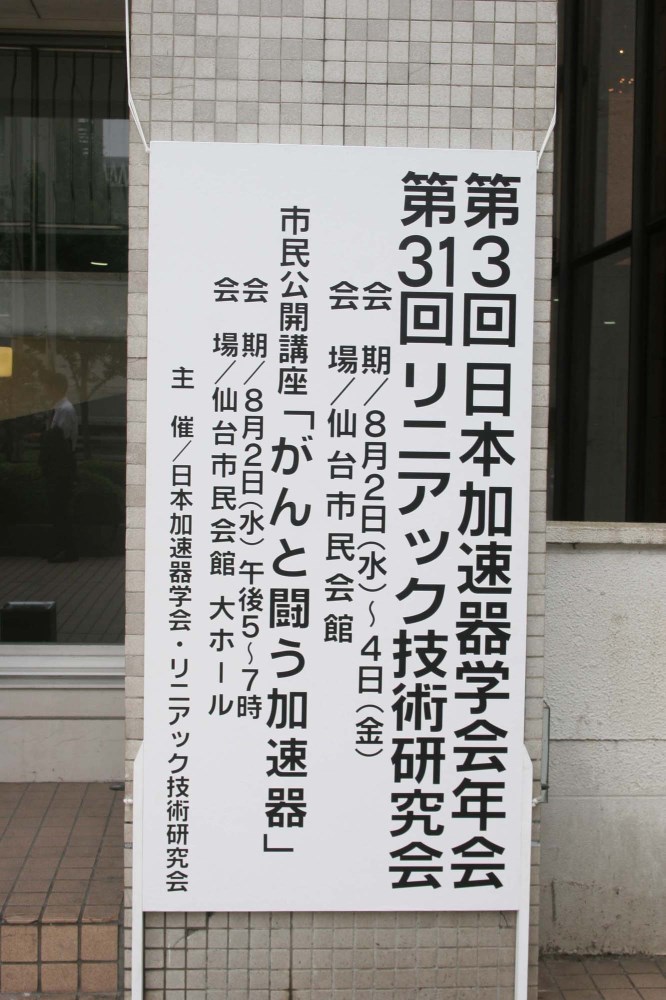 第3回 日本加速器学会年会
第31回 リニアック技術研究会
会 期/8月2日(水)~4日(金)
会 場/仙台市民会館
市民公開講座「がんと闘う加速器」
会 期/8月2日(水) 午後5~7時
会 場/仙台市民会館 大ホール
主 催/日本加速器学会・リニアック技術研究会